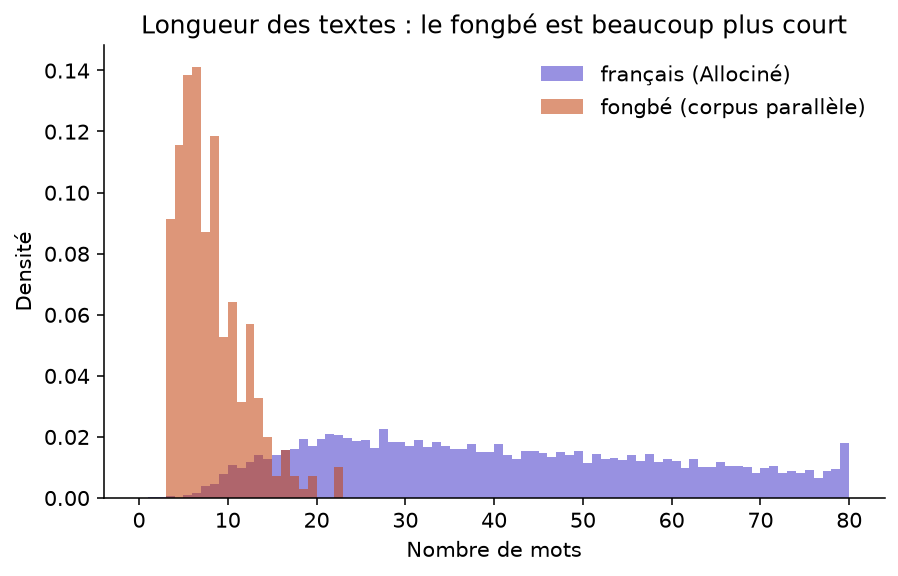 Longueur des textes : le fongbé est beaucoup plus court
français (Allociné)
fongbé (corpus parallèle)
Densité
0.14
0.12
0.10
0.08
0.06
0.04
0.02
0.00
0 10 20 30 40 50 60 70 80
Nombre de mots